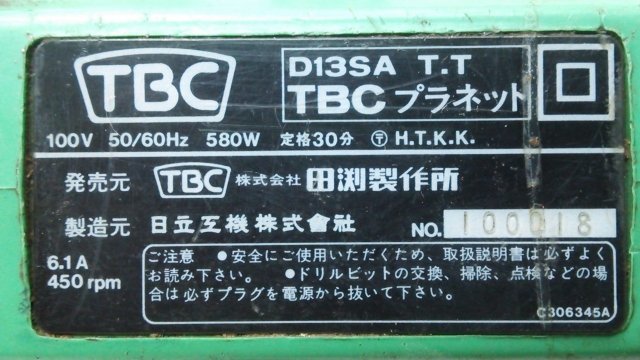 TBC
D13SA T.T
TBC プラネット
100V 50/60Hz 580W 定格30分 〒 H.T.K.K.
発売元 TBC 株式会社 田渕製作所
製造元 日立工機株式會社 NO. 100018
6.1A
450rpm
ご注意 ●安全にご使用いただくため、取扱説明書は必ずよく
お読み下さい。 ●ドリルビットの交換、掃除、点検などの場
合は必ずプラグを電源から抜いて下さい。
C306345A